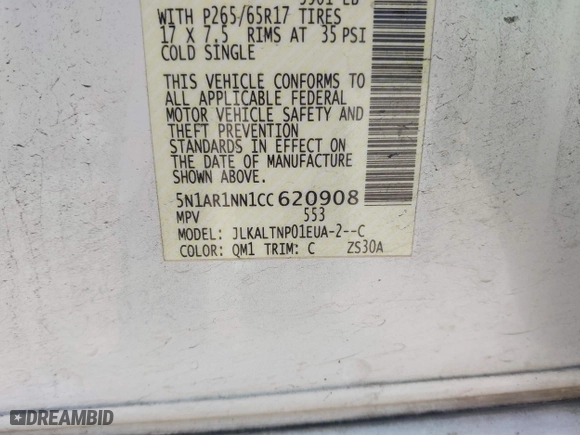 WITH P265/65R17 TIRES
17 X 7.5 RIMS AT 35 PSI
COLD SINGLE
THIS VEHICLE CONFORMS TO
ALL APPLICABLE FEDERAL
MOTOR VEHICLE SAFETY AND
THEFT PREVENTION
STANDARDS IN EFFECT ON
THE DATE OF MANUFACTURE
SHOWN ABOVE.
5N1AR1NN1CC620908
MPV 553
MODEL: JLKALTNP01EUA-2--C
COLOR: QM1 TRIM: C ZS30A
DREAMBID